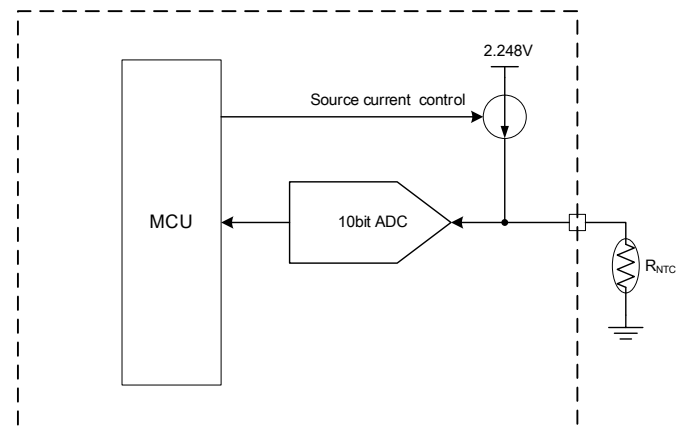 2.248V
Source current control
MCU
10bit ADC
RNTC